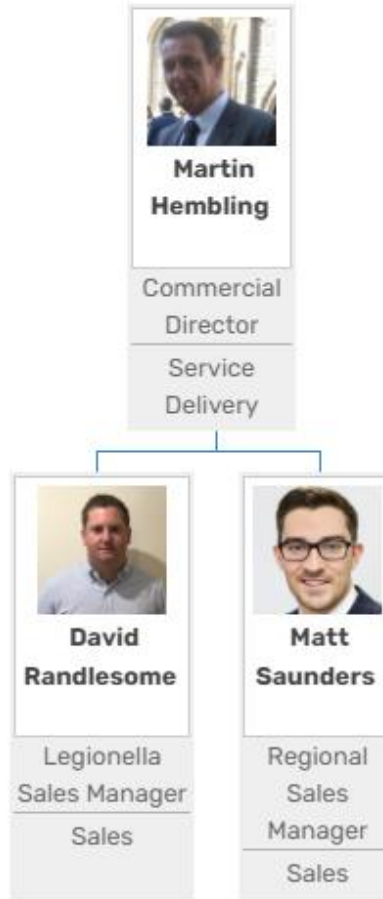 Martin
Hembling
Commercial
Director
Service
Delivery
David
Randlesome
Legionella
Sales Manager
Sales
Matt
Saunders
Regional
Sales
Manager
Sales